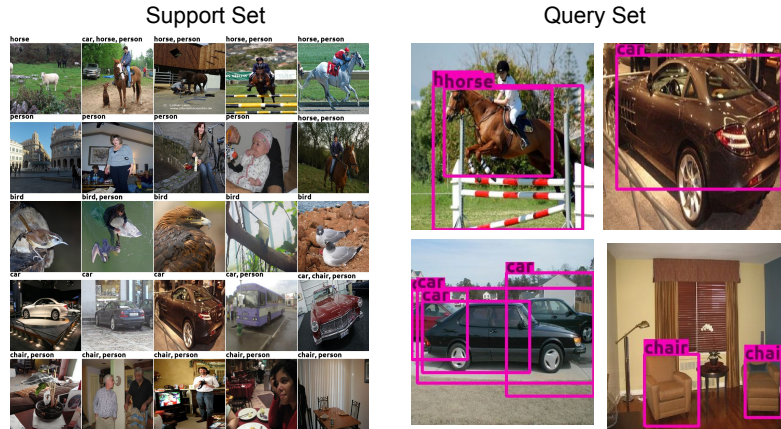 Support Set
Query Set
horse
car, horse, person
horse, person
horse, person
horse, person
person
person
person
person
horse, person
bird
bird, person
bird
bird
bird
car
car
car
car, person
car, chair, person
chair, person
chair, person
chair, person
chair, person
chair, person
hhorse
car
car
car
car
chair
chai